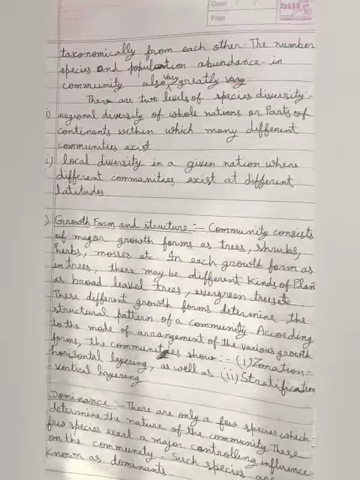 Page
taxonomically from each other. The number
species and population abundance in
community also vary greatly vary
There are two levels of species diversity-
i) regional diversity of whole nations or Parts of
continents wethen which many different
communities exist
i) local diversity in a given nation where
different communities exist at different
latitudes
) Growth Form and structure :- Community consists
of major growth forms as trees, Shrubs,
herbs, mosses etc. In each growth form as
in trees, there may be different kinds of Plan
as broad leaved trees, evergreen trees etc
These different growth forms determine the
structural pattern of a community. According
to the mode of arrangement of the various growth
forms, the communities show :- (i) Zonation =
horizontal layering, as well as (ii) Stratification
vertical layering
Dominance :- There are only a few species which
determine the nature of the community. These
few species exert a major controlling influence
on the community. Such species are
known as dominants